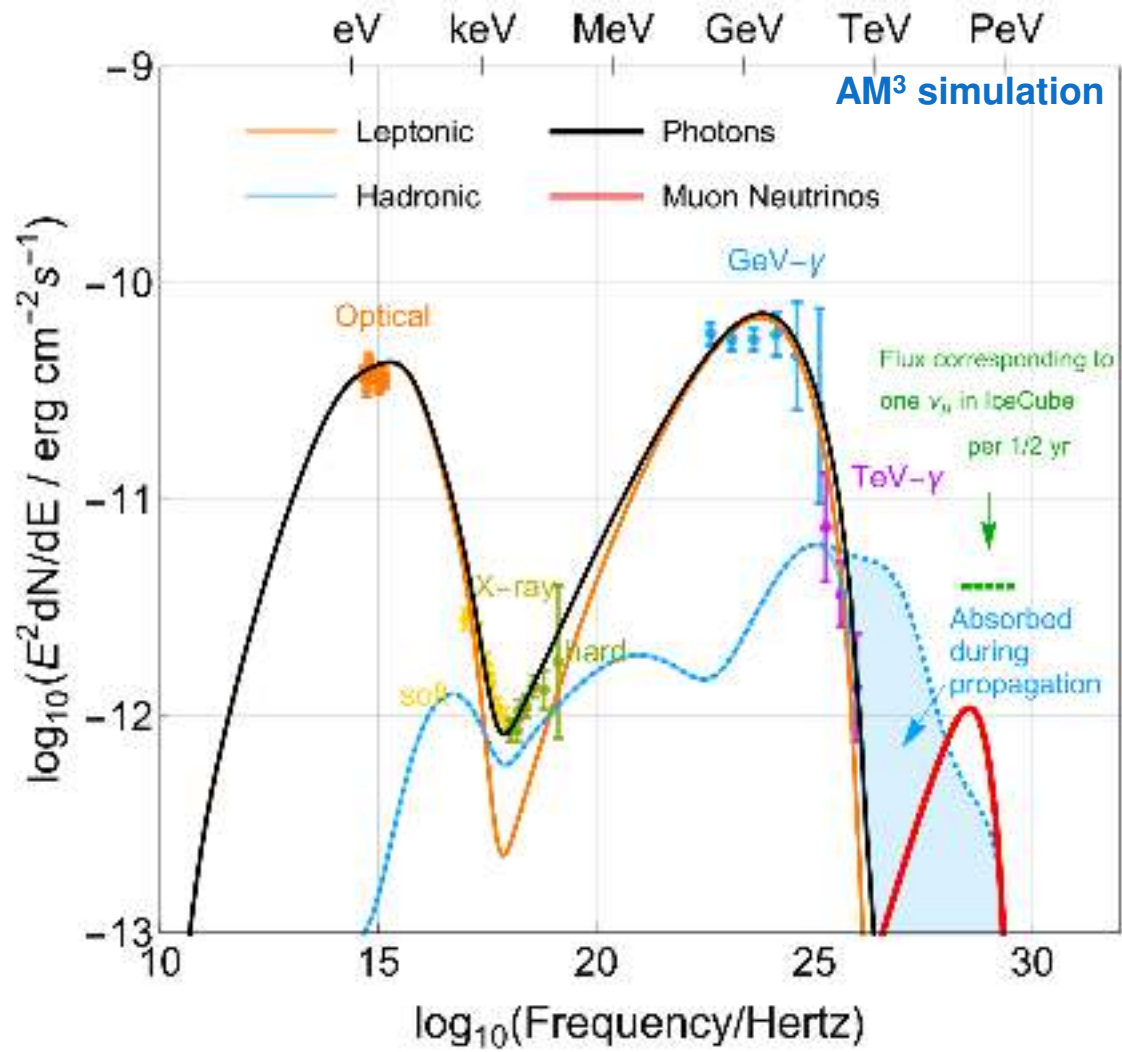 eV keV MeV GeV TeV PeV
AM³ simulation
Leptonic
Photons
Hadronic
Muon Neutrinos
−9
−10
−11
−12
−13
log₁₀(E²dN/dE / erg cm⁻²s⁻¹)
Optical
GeV−γ
Flux corresponding to
one νμ in IceCube
per 1/2 yr
TeV−γ
X−ray
hard
soft
Absorbed
during
propagation
10 15 20 25 30
log₁₀(Frequency/Hertz)